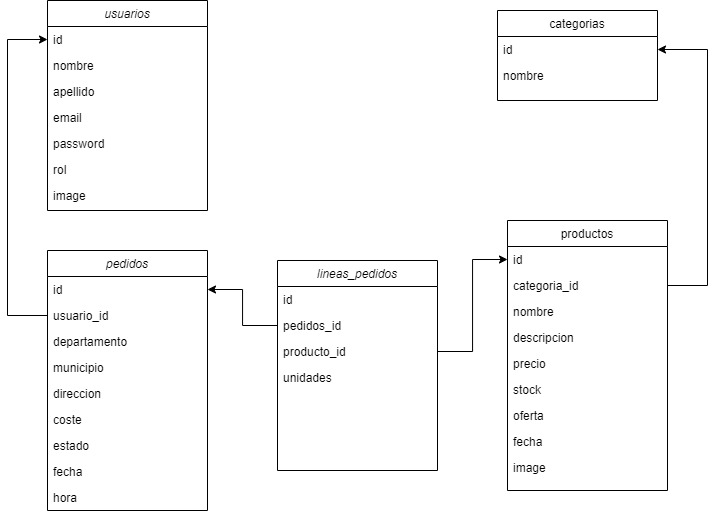 usuarios
id
nombre
apellido
email
password
rol
image
categorias
id
nombre
pedidos
id
usuario_id
departamento
municipio
direccion
coste
estado
fecha
hora
lineas_pedidos
id
pedidos_id
producto_id
unidades
productos
id
categoria_id
nombre
descripcion
precio
stock
oferta
fecha
image